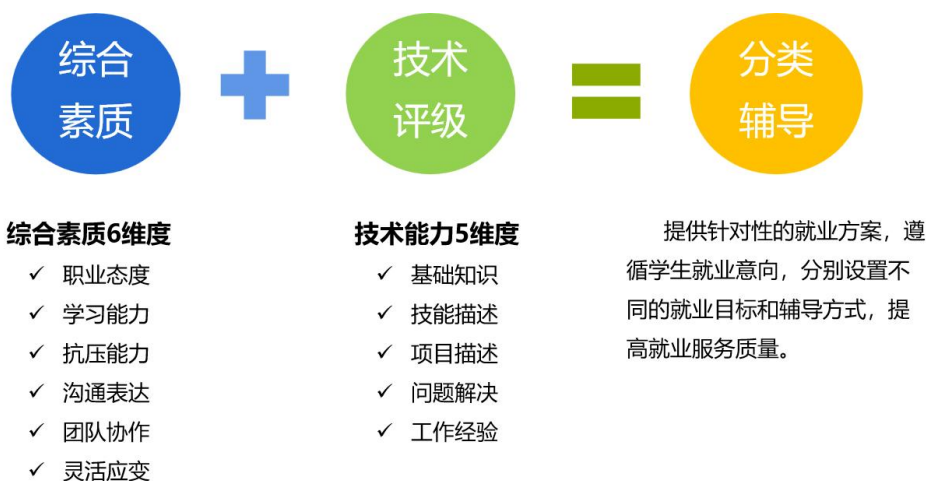 综合
素质
技术
评级
分类
辅导
综合素质6维度
✓ 职业态度
✓ 学习能力
✓ 抗压能力
✓ 沟通表达
✓ 团队协作
✓ 灵活应变
技术能力5维度
✓ 基础知识
✓ 技能描述
✓ 项目描述
✓ 问题解决
✓ 工作经验
提供针对性的就业方案，遵
循学生就业意向，分别设置不
同的就业目标和辅导方式，提
高就业服务质量。